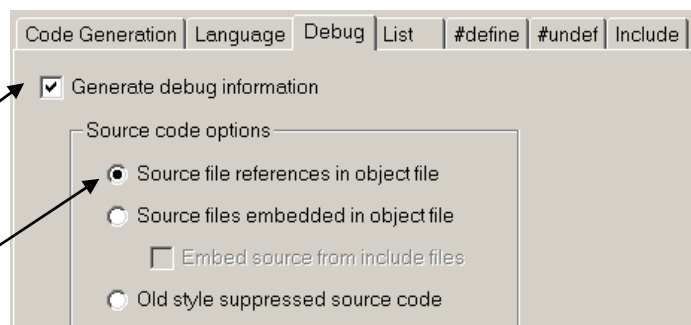 Code Generation Language Debug List #define #undef Include
Generate debug information
Source code options
Source file references in object file
Source files embedded in object file
Embed source from include files
Old style suppressed source code